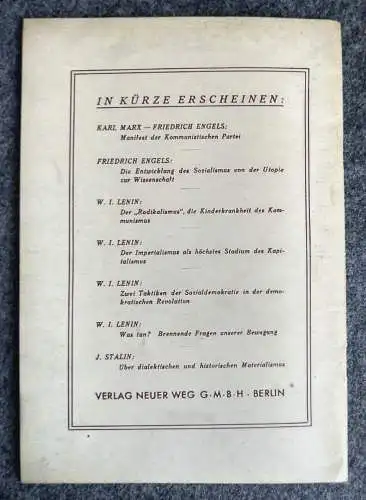 IN KÜRZE ERSCHEINEN:
KARL MARX — FRIEDRICH ENGELS:
Manifest der Kommunistischen Partei
FRIEDRICH ENGELS:
Die Entwicklung des Sozialismus von der Utopie
zur Wissenschaft
W. I. LENIN:
Der „Radikalismus", die Kinderkrankheit des Kom-
munismus
W. I. LENIN:
Der Imperialismus als höchstes Stadium des Kapi-
talismus
W. I. LENIN:
Zwei Taktiken der Sozialdemokratie in der demo-
kratischen Revolution
W. I. LENIN:
Was tun? Brennende Fragen unserer Bewegung
J. STALIN:
Über dialektischen und historischen Materialismus
VERLAG NEUER WEG G·M·B·H · BERLIN